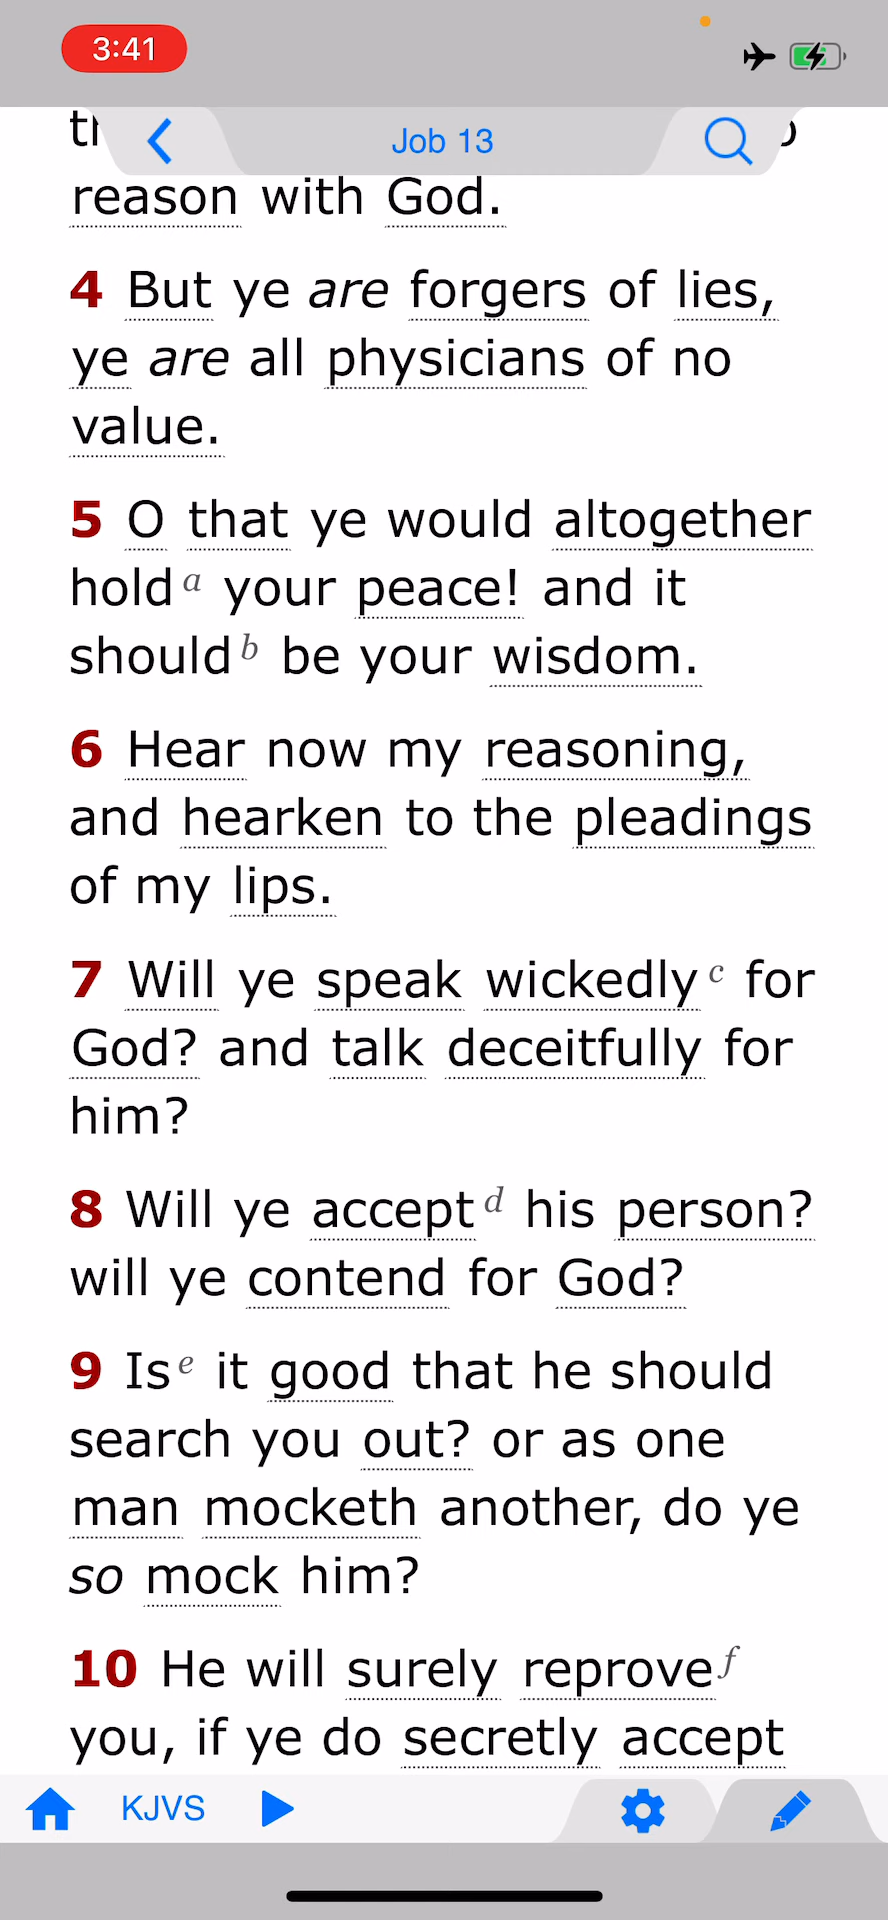 3:41
Job 13
reason with God.
4 But ye are forgers of lies,
ye are all physicians of no
value.
5 O that ye would altogether
hold a your peace! and it
should b be your wisdom.
6 Hear now my reasoning,
and hearken to the pleadings
of my lips.
7 Will ye speak wickedly c for
God? and talk deceitfully for
him?
8 Will ye accept d his person?
will ye contend for God?
9 Is e it good that he should
search you out? or as one
man mocketh another, do ye
so mock him?
10 He will surely reprove f
you, if ye do secretly accept
KJVS